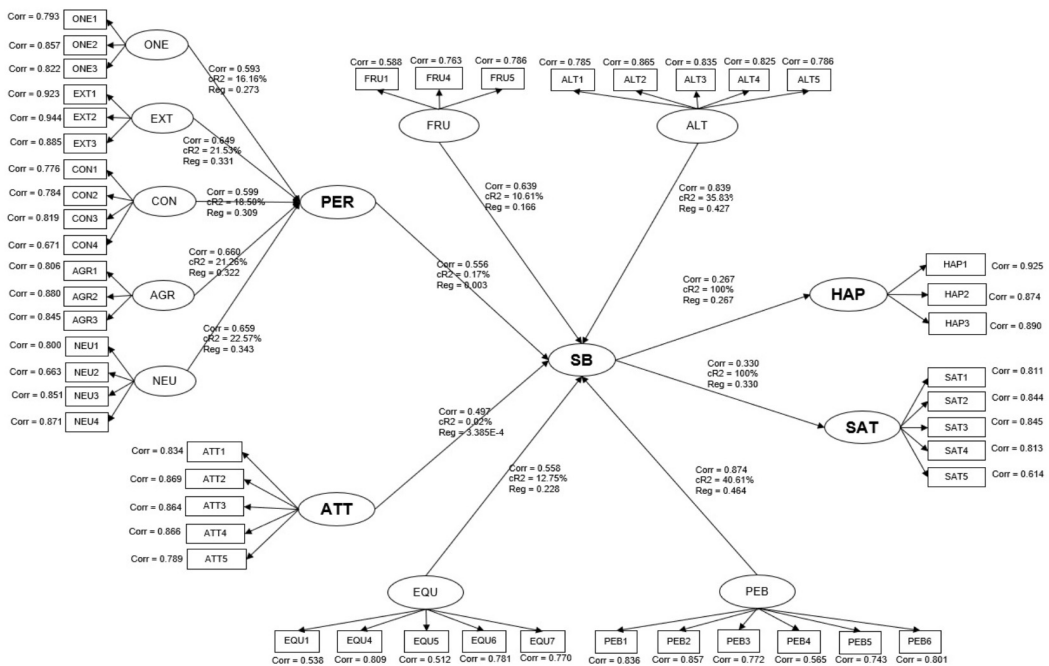 Corr = 0.793 ONE1
Corr = 0.857 ONE2
Corr = 0.822 ONE3
ONE
Corr = 0.593
cR2 = 16.16%
Reg = 0.273
Corr = 0.923 EXT1
Corr = 0.944 EXT2
Corr = 0.885 EXT3
EXT
Corr = 0.649
cR2 = 21.53%
Reg = 0.331
Corr = 0.776 CON1
Corr = 0.784 CON2
Corr = 0.819 CON3
Corr = 0.671 CON4
CON
Corr = 0.599
cR2 = 18.50%
Reg = 0.309
Corr = 0.806 AGR1
Corr = 0.880 AGR2
Corr = 0.845 AGR3
AGR
Corr = 0.660
cR2 = 21.26%
Reg = 0.322
Corr = 0.800 NEU1
Corr = 0.663 NEU2
Corr = 0.851 NEU3
Corr = 0.871 NEU4
NEU
Corr = 0.659
cR2 = 22.57%
Reg = 0.343
PER
Corr = 0.556
cR2 = 0.17%
Reg = 0.003
Corr = 0.588 Corr = 0.763 Corr = 0.786
FRU1 FRU4 FRU5
FRU
Corr = 0.639
cR2 = 10.61%
Reg = 0.166
Corr = 0.785 Corr = 0.865 Corr = 0.835 Corr = 0.825 Corr = 0.786
ALT1 ALT2 ALT3 ALT4 ALT5
ALT
Corr = 0.839
cR2 = 35.83%
Reg = 0.427
SB
Corr = 0.267
cR2 = 100%
Reg = 0.267
HAP
HAP1 Corr = 0.925
HAP2 Corr = 0.874
HAP3 Corr = 0.890
Corr = 0.330
cR2 = 100%
Reg = 0.330
SAT
SAT1 Corr = 0.811
SAT2 Corr = 0.844
SAT3 Corr = 0.845
SAT4 Corr = 0.813
SAT5 Corr = 0.614
Corr = 0.834 ATT1
Corr = 0.869 ATT2
Corr = 0.864 ATT3
Corr = 0.866 ATT4
Corr = 0.789 ATT5
ATT
Corr = 0.497
cR2 = 0.02%
Reg = 3.385E-4
Corr = 0.558
cR2 = 12.75%
Reg = 0.228
EQU
EQU1 EQU4 EQU5 EQU6 EQU7
Corr = 0.538 Corr = 0.809 Corr = 0.512 Corr = 0.781 Corr = 0.770
Corr = 0.874
cR2 = 40.61%
Reg = 0.464
PEB
PEB1 PEB2 PEB3 PEB4 PEB5 PEB6
Corr = 0.836 Corr = 0.857 Corr = 0.772 Corr = 0.565 Corr = 0.743 Corr = 0.801